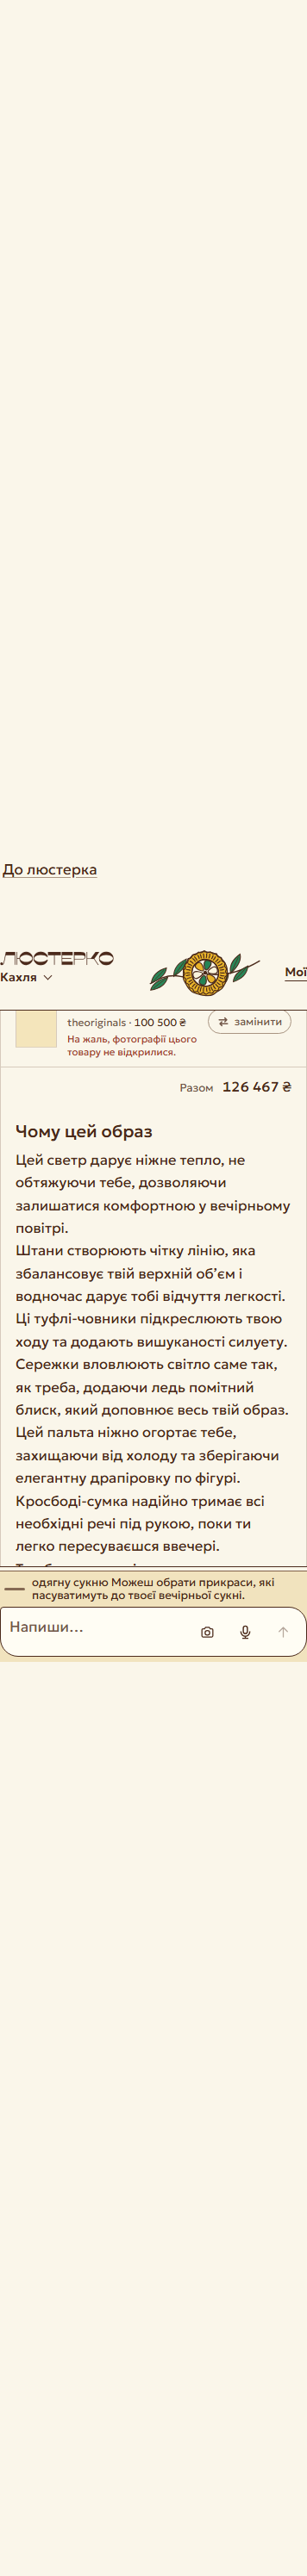 До люстерка
ЛЮСТЕРКО
Кахля
Мої
theoriginals · 100 500 ₴
замінити
На жаль, фотографії цього
товару не відкрилися.
Разом 126 467 ₴
Чому цей образ
Цей светр дарує ніжне тепло, не
обтяжуючи тебе, дозволяючи
залишатися комфортною у вечірньому
повітрі.
Штани створюють чітку лінію, яка
збалансовує твій верхній об’єм і
водночас дарує тобі відчуття легкості.
Ці туфлі-човники підкреслюють твою
ходу та додають вишуканості силуету.
Сережки вловлюють світло саме так,
як треба, додаючи ледь помітний
блиск, який доповнює весь твій образ.
Цей пальта ніжно огортає тебе,
захищаючи від холоду та зберігаючи
елегантну драпіровку по фігурі.
Кросбоді-сумка надійно тримає всі
необхідні речі під рукою, поки ти
легко пересуваєшся ввечері.
одягну сукню Можеш обрати прикраси, які
пасуватимуть до твоєї вечірньої сукні.
Напиши...